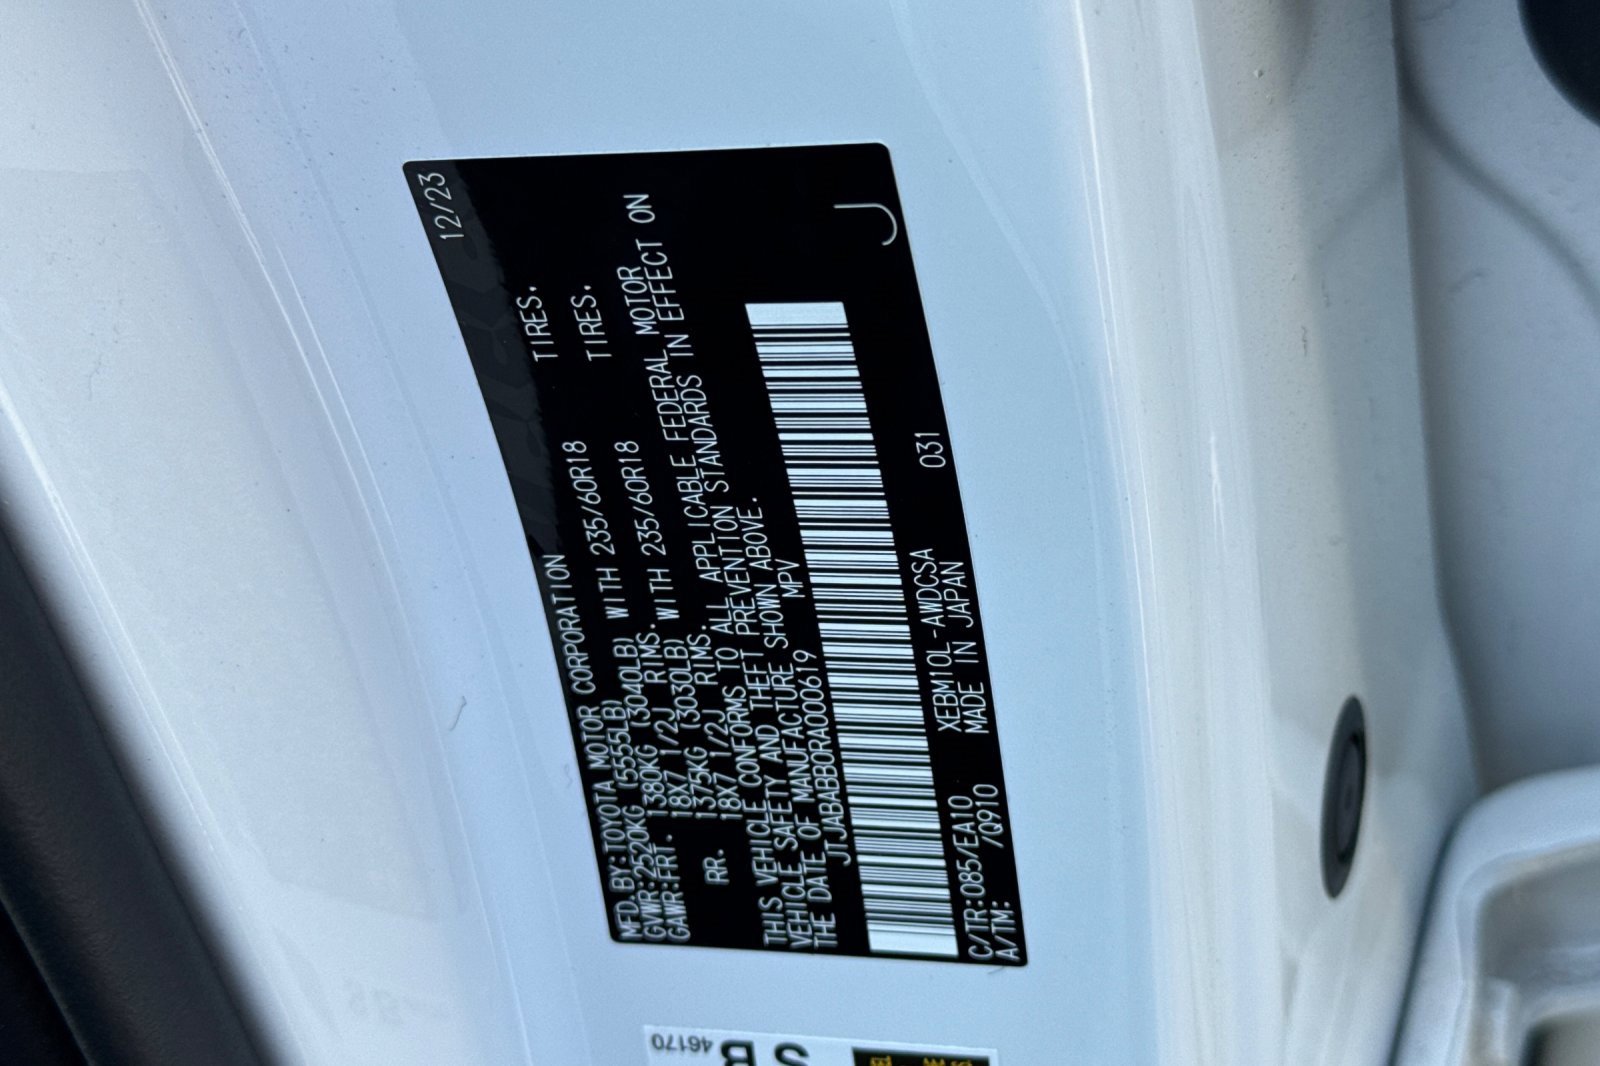 12/23
MFD.BY:TOYOTA MOTOR CORPORATION
GVWR:2520KG (5555LB)
GAWR:FRT. 1380KG (3040LB) WITH 235/60R18 TIRES.
18X7 1/2J RIMS.
RR. 1375KG (3030LB) WITH 235/60R18 TIRES.
18X7 1/2J RIMS.
THIS VEHICLE CONFORMS TO ALL APPLICABLE FEDERAL MOTOR
VEHICLE SAFETY AND THEFT PREVENTION STANDARDS IN EFFECT ON
THE DATE OF MANUFACTURE SHOWN ABOVE.
JTJABABB0RA000619 MPV
J
C/TR:085/EA10 XEBM10L-AWDCSA 031
A/TM: /Q910 MADE IN JAPAN
46170
S B